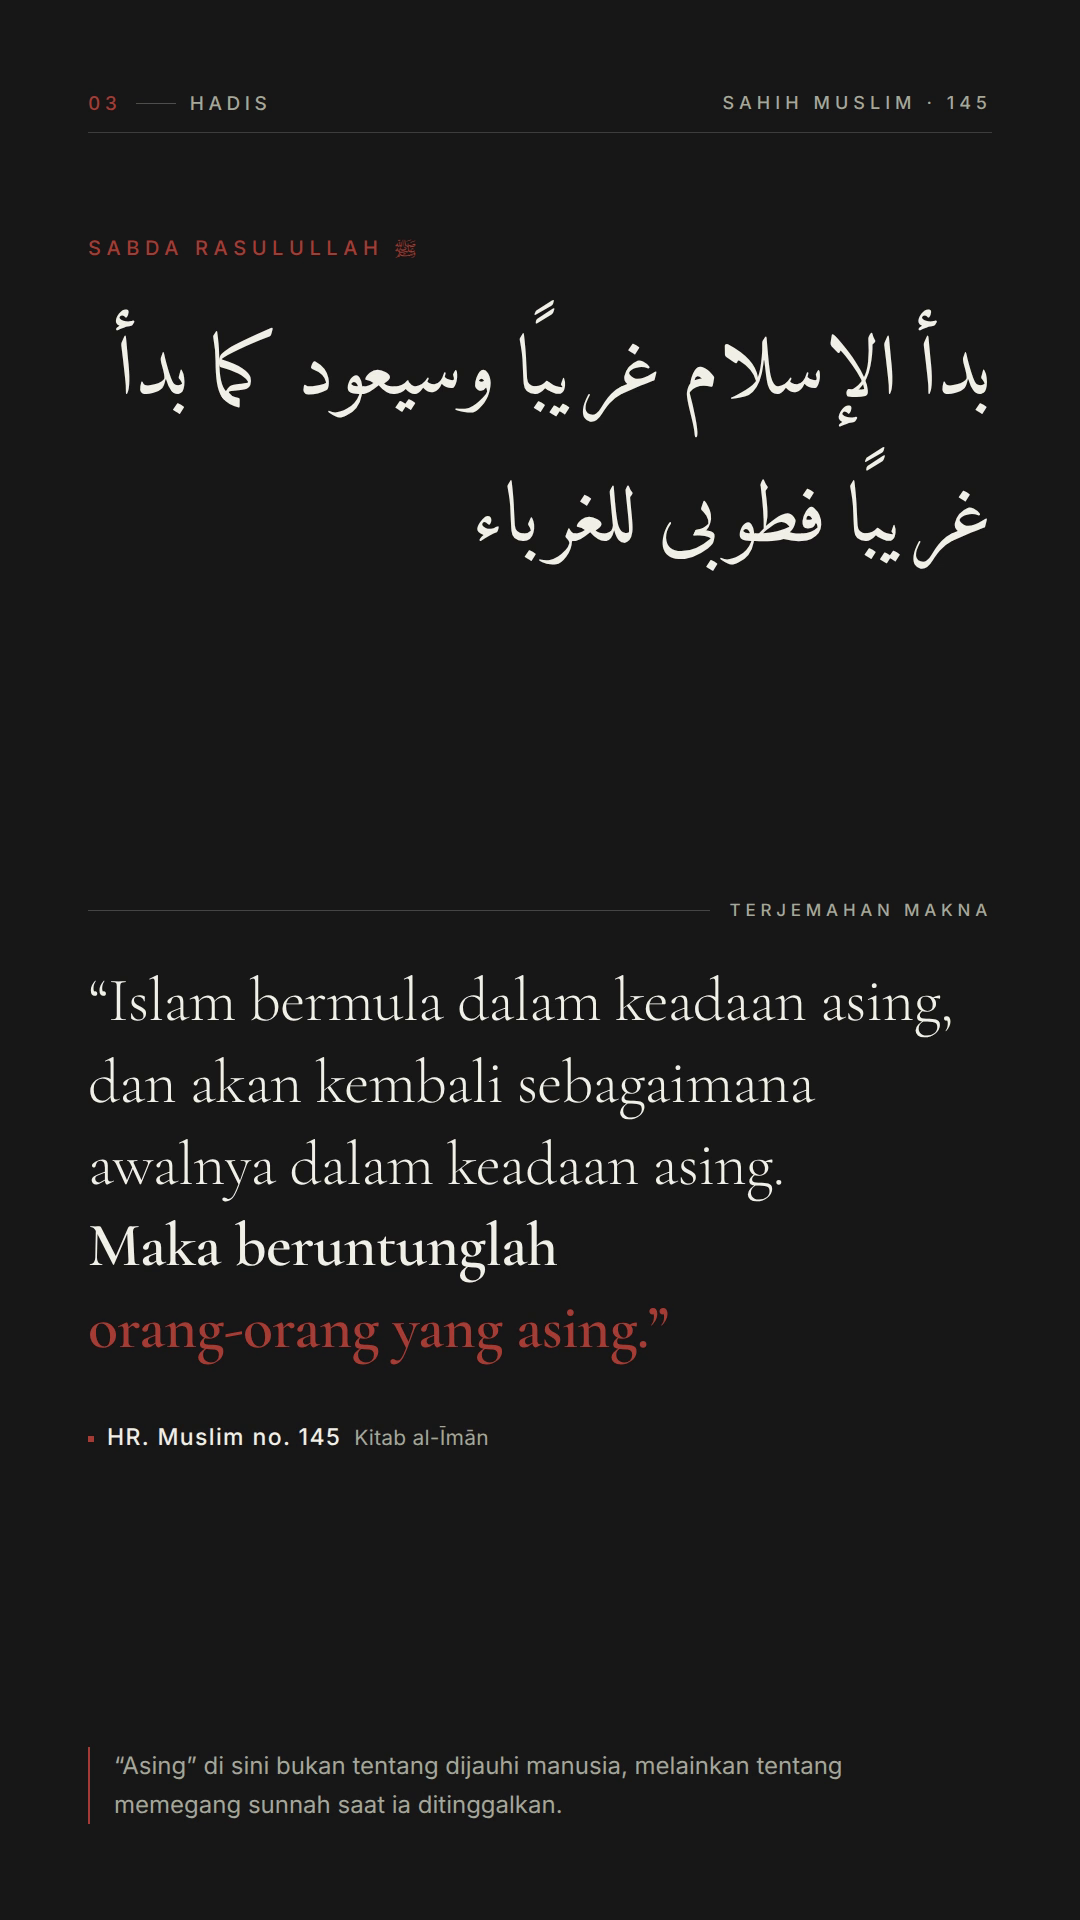 03 — HADIS
SAHIH MUSLIM · 145
SABDA RASULULLAH ﷺ
بدأ الإسلام غريبًا وسيعود كما بدأ
غريبًا فطوبى للغرباء
TERJEMAHAN MAKNA
“Islam bermula dalam keadaan asing,
dan akan kembali sebagaimana
awalnya dalam keadaan asing.
Maka beruntunglah
orang-orang yang asing.”
HR. Muslim no. 145 Kitab al-Īmān
“Asing” di sini bukan tentang dijauhi manusia, melainkan tentang
memegang sunnah saat ia ditinggalkan.